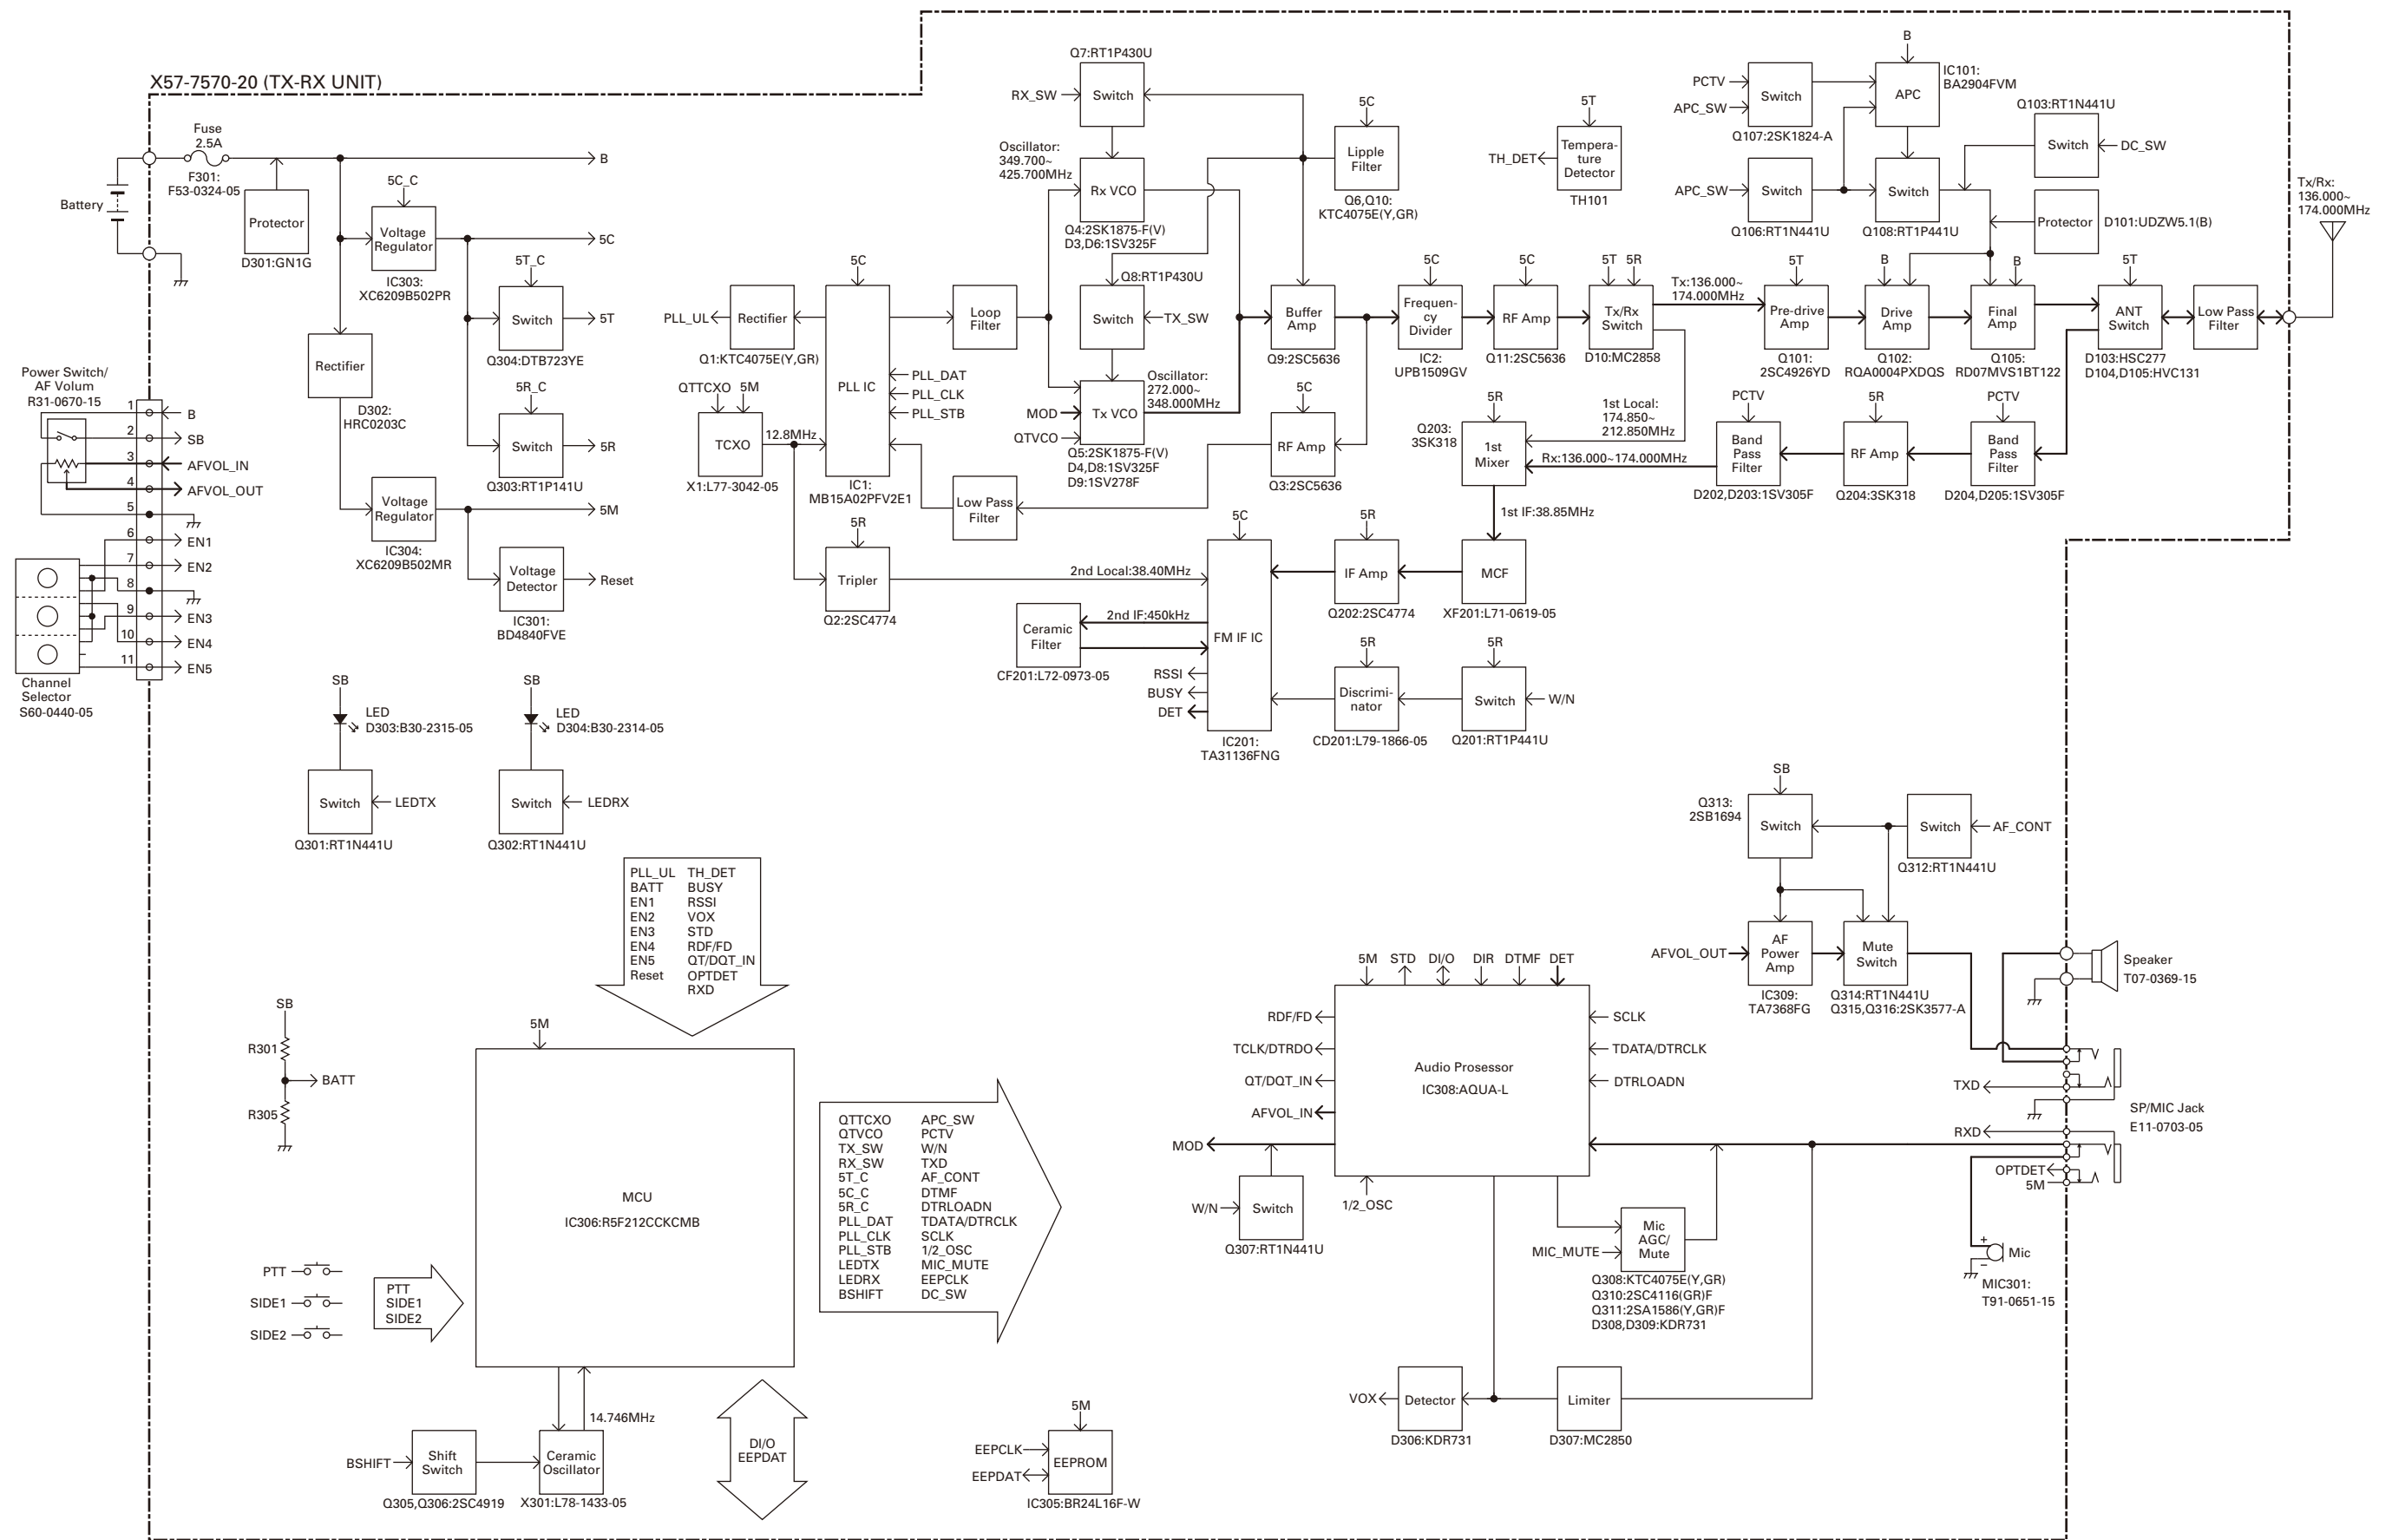 X57-7570-20 (TX-RX UNIT)
Fuse
2.5A
F301:
F53-0324-05
Battery
Protector
D301:GN1G
B
5C_C
Voltage
Regulator
5C
IC303:
XC6209B502PR
5T_C
Switch
5T
Q304:DTB723YE
Rectifier
D302:
HRC0203C
5R_C
Switch
5R
Q303:RT1P141U
Voltage
Regulator
5M
IC304:
XC6209B502MR
Voltage
Detector
Reset
IC301:
BD4840FVE
Power Switch/
AF Volum
R31-0670-15
1
B
2
SB
3
AFVOL_IN
4
AFVOL_OUT
5
6
EN1
7
EN2
8
9
EN3
10
EN4
11
EN5
Channel
Selector
S60-0440-05
SB
LED
D303:B30-2315-05
Switch
LEDTX
Q301:RT1N441U
SB
LED
D304:B30-2314-05
Switch
LEDRX
Q302:RT1N441U
Q7:RT1P430U
RX_SW
Switch
Oscillator:
349.700~
425.700MHz
Rx VCO
Q4:2SK1875-F(V)
D3,D6:1SV325F
5C
Lipple
Filter
Q6,Q10:
KTC4075E(Y,GR)
Q8:RT1P430U
Switch
TX_SW
MOD
QTVCO
Tx VCO
Oscillator:
272.000~
348.000MHz
Q5:2SK1875-F(V)
D4,D8:1SV325F
D9:1SV278F
PLL_UL
Rectifier
Q1:KTC4075E(Y,GR)
5C
PLL IC
PLL_DAT
PLL_CLK
PLL_STB
IC1:
MB15A02PFV2E1
Loop
Filter
QTTCXO
5M
TCXO
12.8MHz
X1:L77-3042-05
Low Pass
Filter
5R
Tripler
Q2:2SC4774
2nd Local:38.40MHz
Buffer
Amp
Q9:2SC5636
5C
RF Amp
Q3:2SC5636
5C
Frequen-
cy
Divider
IC2:
UPB1509GV
5C
RF Amp
Q11:2SC5636
5T
5R
Tx/Rx
Switch
D10:MC2858
5T
Tempera-
ture
Detector
TH_DET
TH101
PCTV
APC_SW
Switch
Q107:2SK1824-A
B
APC
IC101:
BA2904FVM
APC_SW
Switch
Q106:RT1N441U
Switch
Q108:RT1P441U
Q103:RT1N441U
Switch
DC_SW
Protector
D101:UDZW5.1(B)
Tx:136.000~
174.000MHz
5T
Pre-drive
Amp
Q101:
2SC4926YD
B
Drive
Amp
Q102:
RQA0004PXDQS
B
Final
Amp
Q105:
RD07MVS1BT122
5T
ANT
Switch
D103:HSC277
D104,D105:HVC131
Low Pass
Filter
Tx/Rx:
136.000~
174.000MHz
1st Local:
174.850~
212.850MHz
5R
Q203:
3SK318
1st
Mixer
Rx:136.000~174.000MHz
PCTV
Band
Pass
Filter
D202,D203:1SV305F
5R
RF Amp
Q204:3SK318
PCTV
Band
Pass
Filter
D204,D205:1SV305F
1st IF:38.85MHz
MCF
XF201:L71-0619-05
5R
IF Amp
Q202:2SC4774
5C
FM IF IC
2nd IF:450kHz
Ceramic
Filter
CF201:L72-0973-05
RSSI
BUSY
DET
IC201:
TA31136FNG
5R
Discrimi-
nator
CD201:L79-1866-05
5R
Switch
W/N
Q201:RT1P441U
SB
Q313:
2SB1694
Switch
Switch
AF_CONT
Q312:RT1N441U
AFVOL_OUT
AF
Power
Amp
IC309:
TA7368FG
Mute
Switch
Q314:RT1N441U
Q315,Q316:2SK3577-A
Speaker
T07-0369-15
TXD
SP/MIC Jack
E11-0703-05
RXD
OPTDET
5M
+
–
Mic
MIC301:
T91-0651-15
PLL_UL TH_DET
BATT BUSY
EN1 RSSI
EN2 VOX
EN3 STD
EN4 RDF/FD
EN5 QT/DQT_IN
Reset OPTDET
RXD
SB
R301
BATT
R305
5M
MCU
IC306:R5F212CCKCMB
PTT
SIDE1
SIDE2
PTT
SIDE1
SIDE2
QTTCXO APC_SW
QTVCO PCTV
TX_SW W/N
RX_SW TXD
5T_C AF_CONT
5C_C DTMF
5R_C DTRLOADN
PLL_DAT TDATA/DTRCLK
PLL_CLK SCLK
PLL_STB 1/2_OSC
LEDTX MIC_MUTE
LEDRX EEPCLK
BSHIFT DC_SW
14.746MHz
BSHIFT
Shift
Switch
Q305,Q306:2SC4919
Ceramic
Oscillator
X301:L78-1433-05
DI/O
EEPDAT
5M
EEPCLK
EEPDAT
EEPROM
IC305:BR24L16F-W
5M STD DI/O DIR DTMF DET
RDF/FD
TCLK/DTRDO
QT/DQT_IN
AFVOL_IN
MOD
Audio Prosessor
IC308:AQUA-L
SCLK
TDATA/DTRCLK
DTRLOADN
1/2_OSC
W/N
Switch
Q307:RT1N441U
MIC_MUTE
Mic
AGC/
Mute
Q308:KTC4075E(Y,GR)
Q310:2SC4116(GR)F
Q311:2SA1586(Y,GR)F
D308,D309:KDR731
VOX
Detector
D306:KDR731
Limiter
D307:MC2850